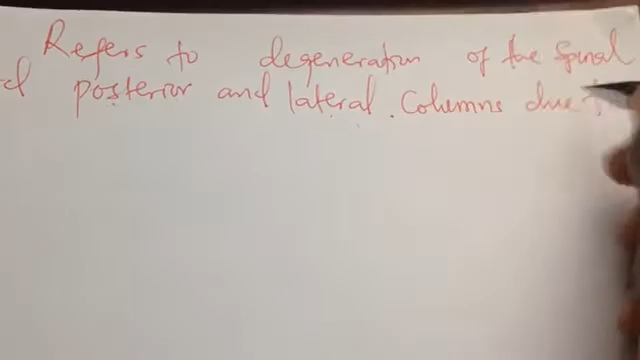 Refers to degeneration of the Spinal
posterior and lateral columns due